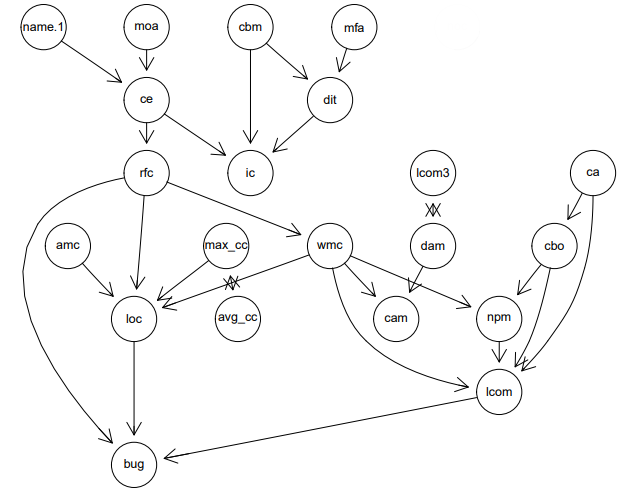 name.1 moa cbm mfa
ce dit
rfc ic lcom3 ca
amc max_cc wmc dam cbo
loc avg_cc cam npm
lcom
bug